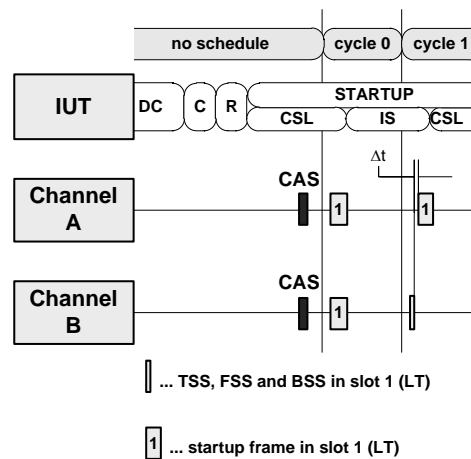 no schedule
cycle 0
cycle 1
IUT
DC
C
R
STARTUP
CSL
IS
CSL
Δt
Channel
A
CAS
1
1
Channel
B
CAS
1
... TSS, FSS and BSS in slot 1 (LT)
1
... startup frame in slot 1 (LT)